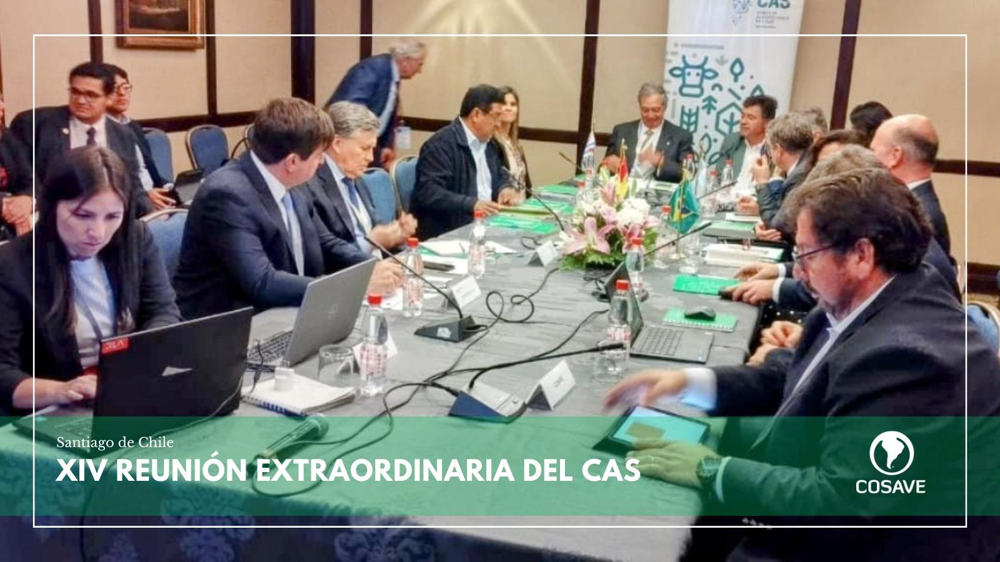 CAS
Santiago de Chile
XIV REUNIÓN EXTRAORDINARIA DEL CAS
COSAVE